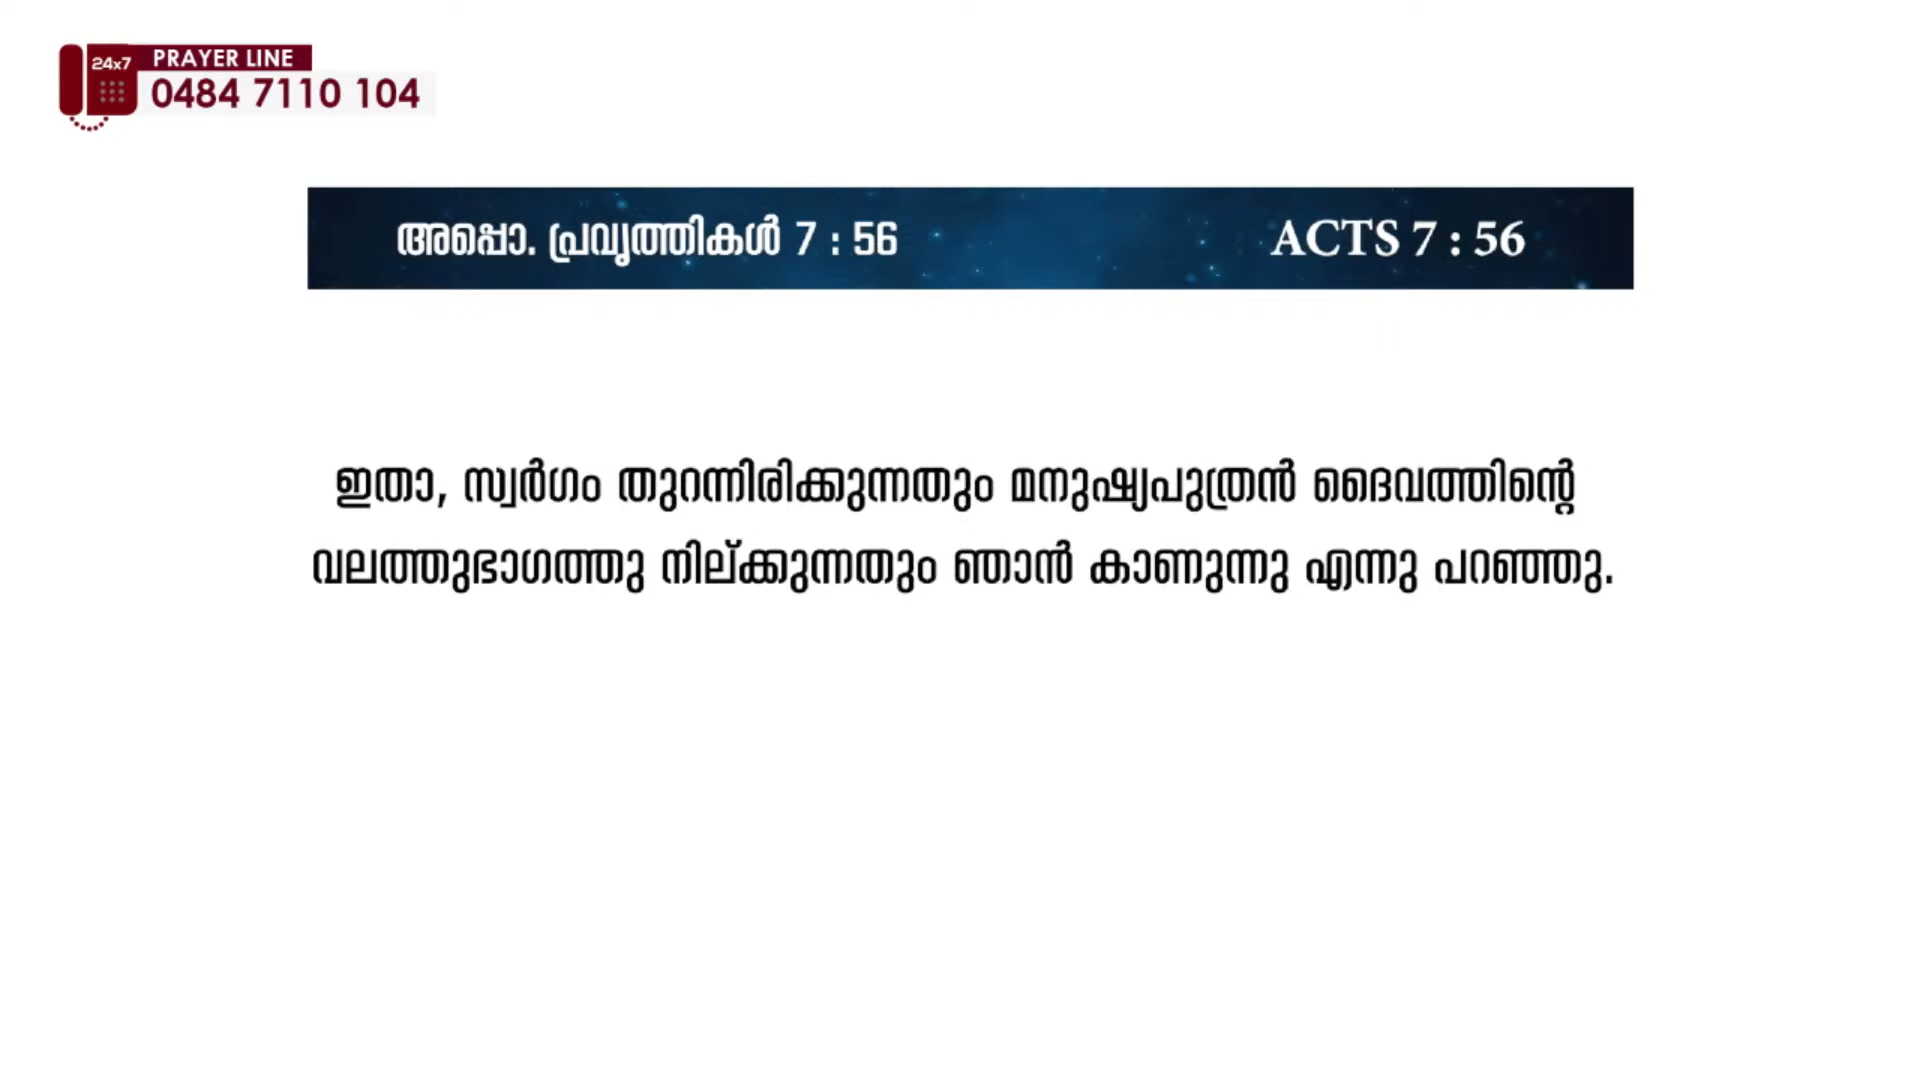 24x7 PRAYER LINE
0484 7110 104
അപ്പൊ. പ്രവൃത്തികൾ 7 : 56 ACTS 7 : 56
ഇതാ, സ്വർഗം തുറന്നിരിക്കുന്നതും മനുഷ്യപുത്രൻ ദൈവത്തിന്റെ
വലത്തുഭാഗത്തു നില്ക്കുന്നതും ഞാൻ കാണുന്നു എന്നു പറഞ്ഞു.